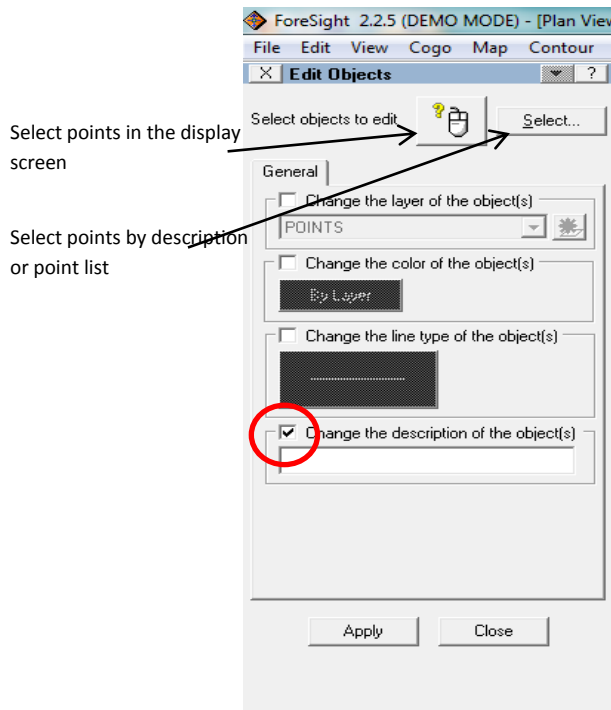 ForeSight 2.2.5 (DEMO MODE) - [Plan View
File Edit View Cogo Map Contour
X Edit Objects ?
Select objects to edit ? Select...
Select points in the display
screen
General
Change the layer of the object(s)
POINTS
Select points by description
or point list
Change the color of the object(s)
By Layer
Change the line type of the object(s)
Change the description of the object(s)
Apply Close